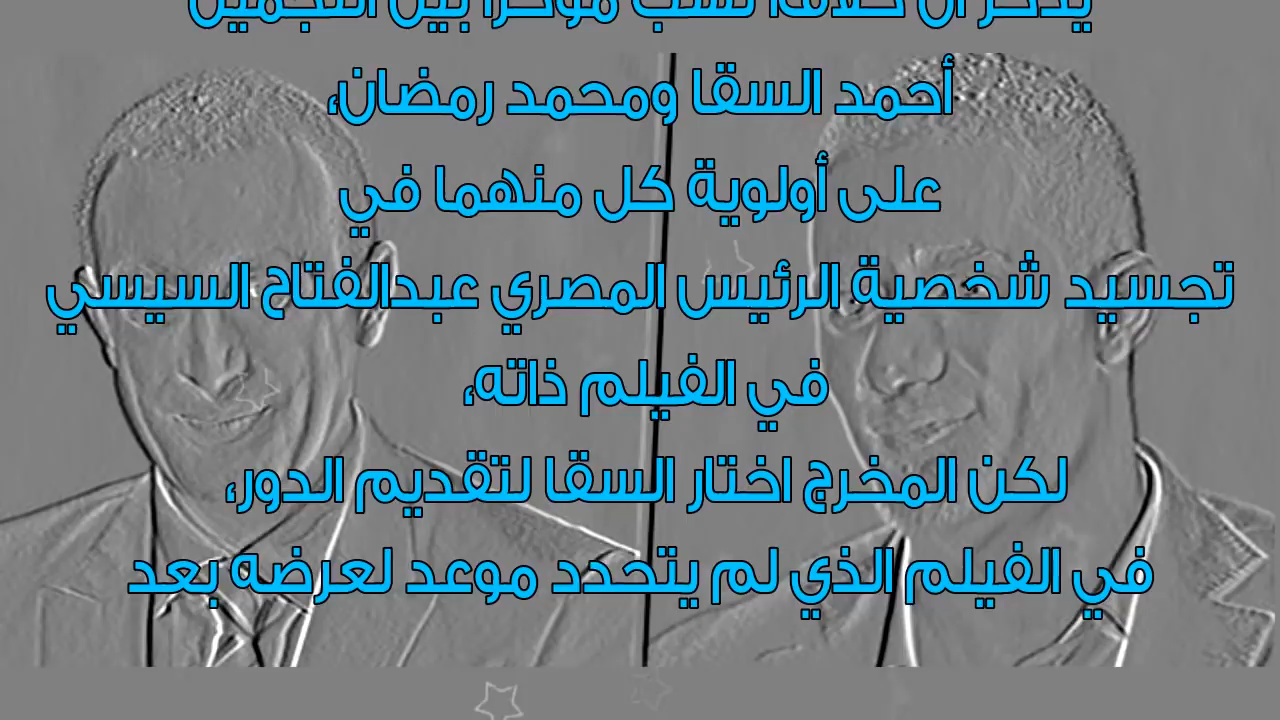 يذكر أن خلافا نشب مؤخرا بين النجمين
أحمد السقا ومحمد رمضان،
على أولوية كل منهما في
تجسيد شخصية الرئيس المصري عبدالفتاح السيسي
في الفيلم ذاته،
لكن المخرج اختار السقا لتقديم الدور،
في الفيلم الذي لم يتحدد موعد لعرضه بعد